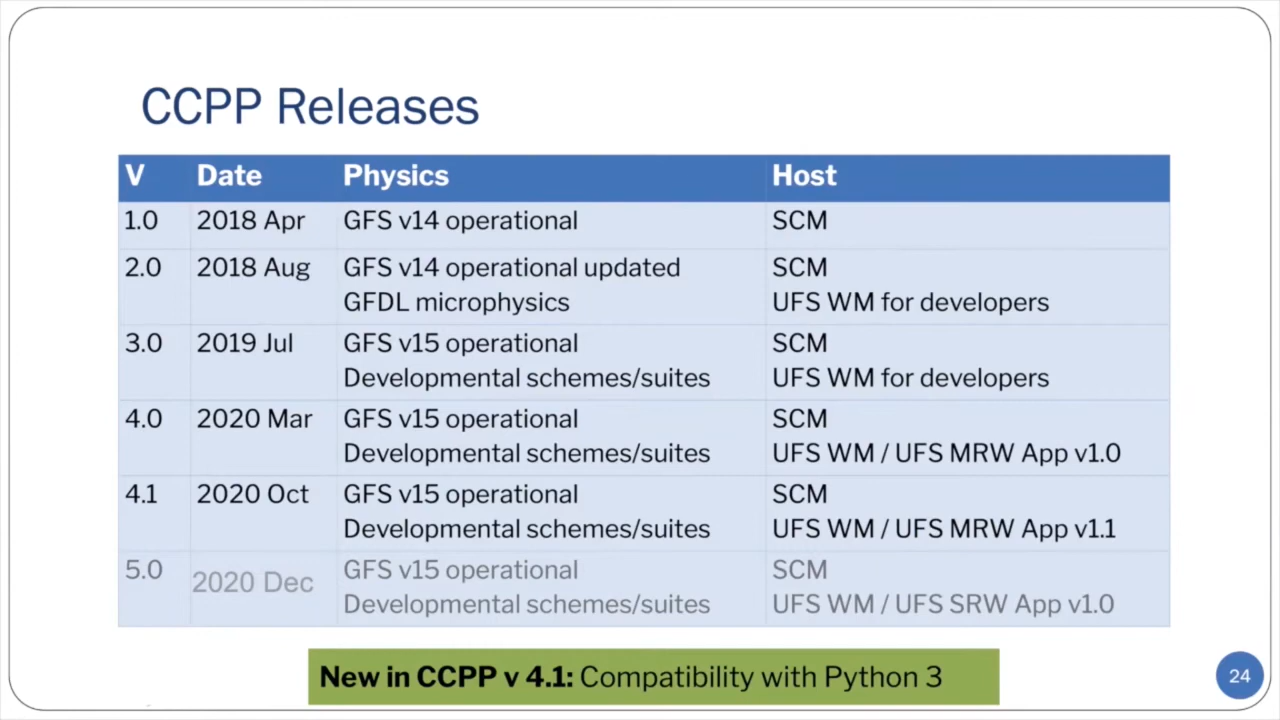 CCPP Releases
V Date Physics Host
1.0 2018 Apr GFS v14 operational SCM
2.0 2018 Aug GFS v14 operational updated SCM
GFDL microphysics UFS WM for developers
3.0 2019 Jul GFS v15 operational SCM
Developmental schemes/suites UFS WM for developers
4.0 2020 Mar GFS v15 operational SCM
Developmental schemes/suites UFS WM / UFS MRW App v1.0
4.1 2020 Oct GFS v15 operational SCM
Developmental schemes/suites UFS WM / UFS MRW App v1.1
5.0 2020 Dec GFS v15 operational SCM
Developmental schemes/suites UFS WM / UFS SRW App v1.0
New in CCPP v 4.1: Compatibility with Python 3
24